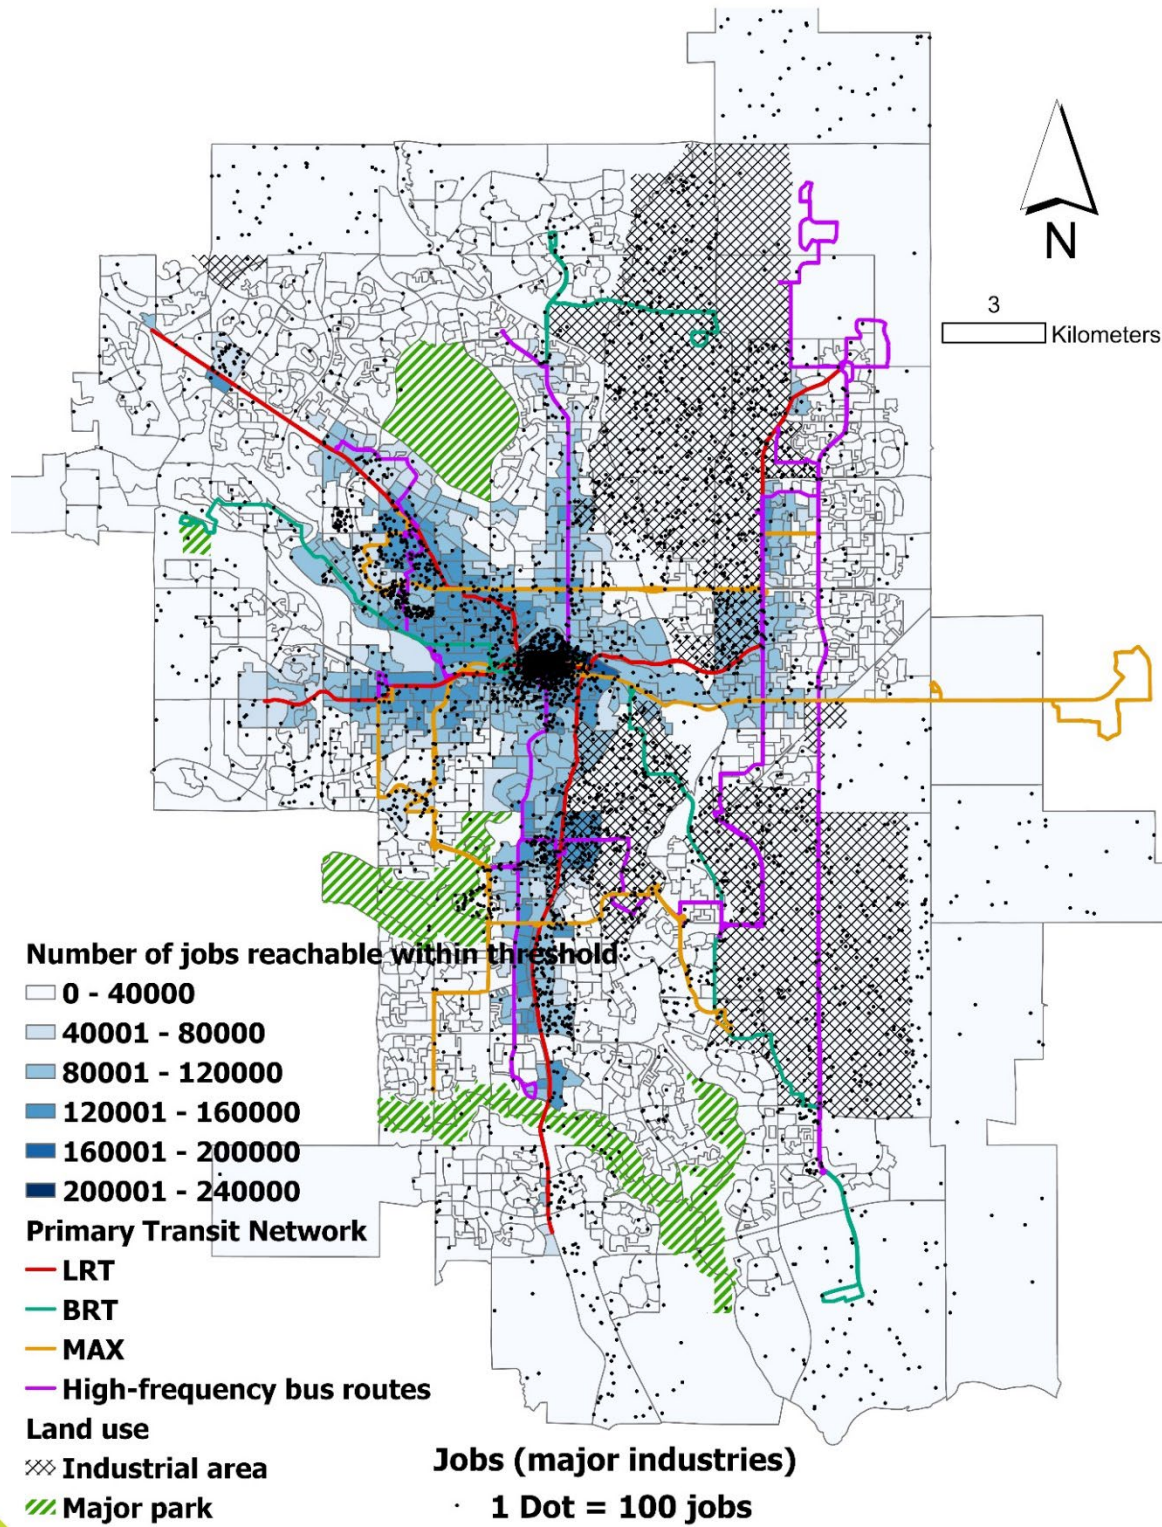 N
3
Kilometers
Number of jobs reachable within threshold
0 - 40000
40001 - 80000
80001 - 120000
120001 - 160000
160001 - 200000
200001 - 240000
Primary Transit Network
LRT
BRT
MAX
High-frequency bus routes
Land use
Industrial area
Major park
Jobs (major industries)
1 Dot = 100 jobs